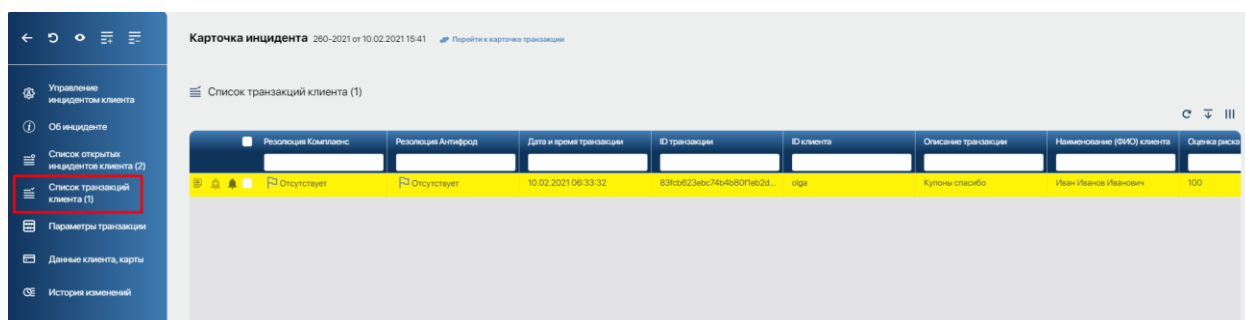 Карточка инцидента 260-2021 от 10.02.2021 15:41 Перейти к карточке транзакции
Управление
инцидентом клиента
Об инциденте
Список открытых
инцидентов клиента (2)
Список транзакций
клиента (1)
Параметры транзакции
Данные клиента, карты
История изменений
Список транзакций клиента (1)
Резолюция Комплаенс Резолюция Антифрод Дата и время транзакции ID транзакции ID клиента Описание транзакции Наименование (ФИО) клиента Оценка риска
Отсутствует Отсутствует 10.02.2021 06:33:32 83fcb623ebc74b4b80f1eb2d... olga Купоны спасибо Иван Иванов Иванович 100